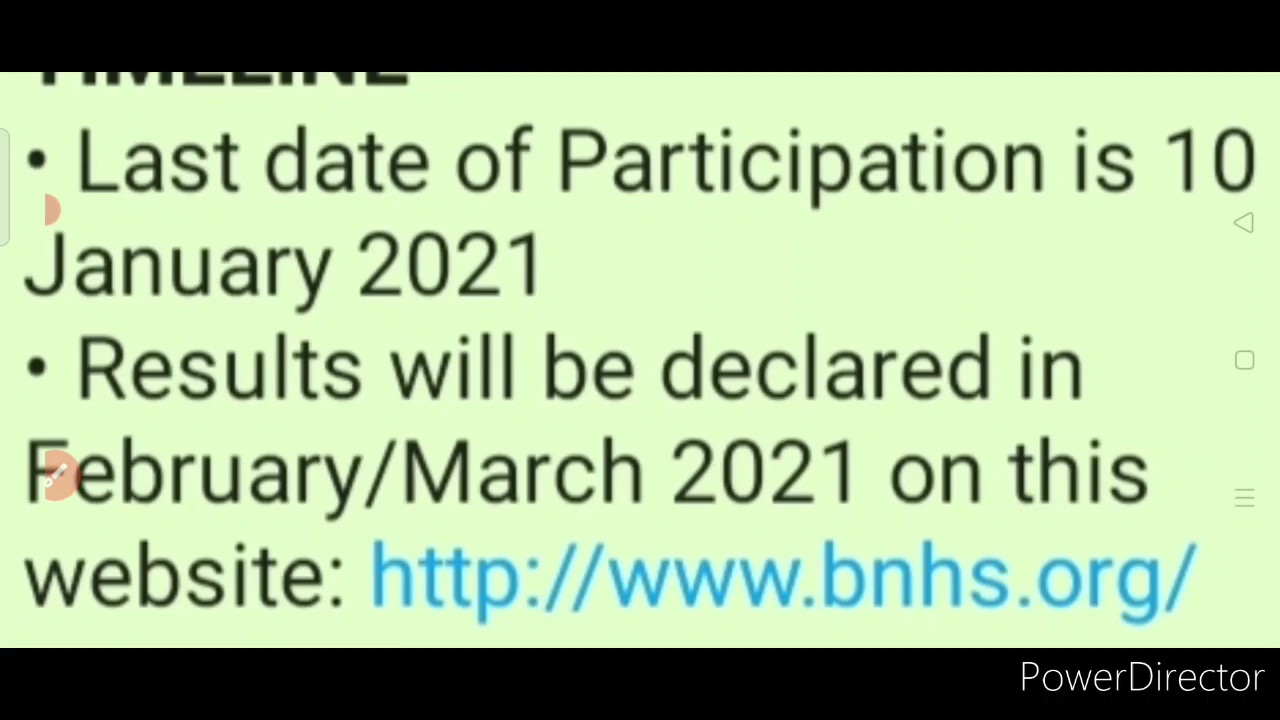 TIMELINE
• Last date of Participation is 10
January 2021
• Results will be declared in
February/March 2021 on this
website: http://www.bnhs.org/
PowerDirector